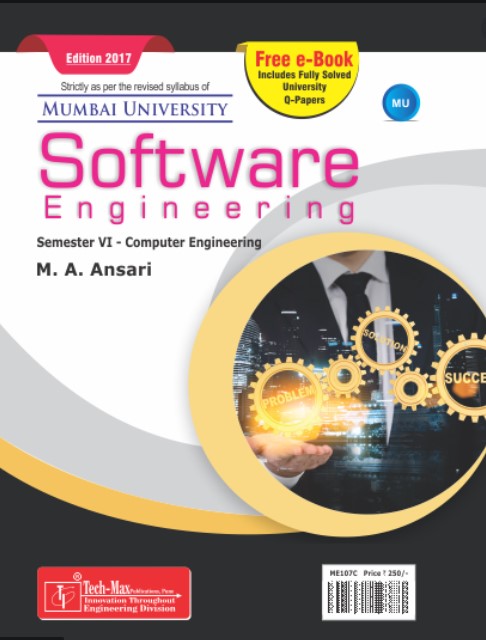 Edition 2017
Free e-Book
Includes Fully Solved
University
Q-Papers
Strictly as per the revised syllabus of
MUMBAI UNIVERSITY
MU
Software
Engineering
Semester VI - Computer Engineering
M. A. Ansari
PROBLEM
SOLUTION
SUCCE
Tech-Max Publications, Pune
Innovation Throughout
Engineering Division
ME107C Price ₹ 250/-